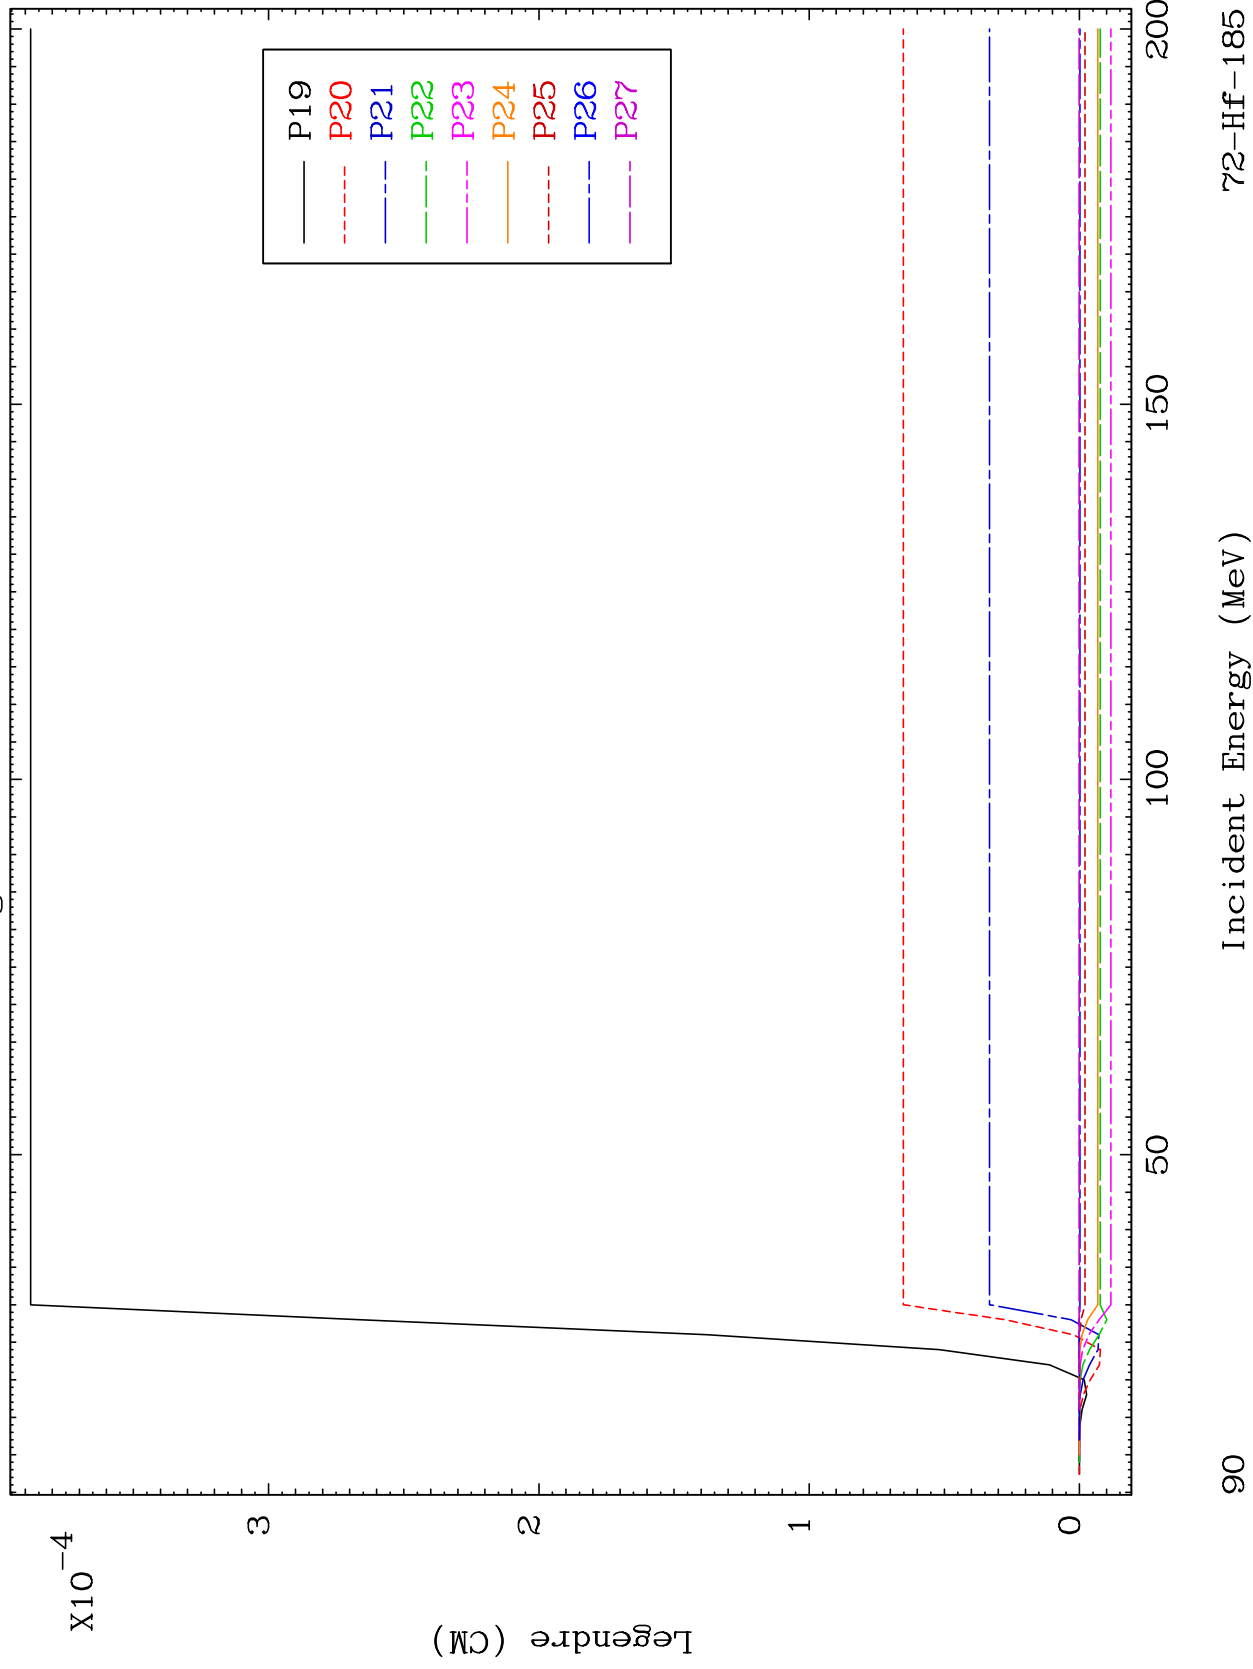 X10-4
Legendre (CM)
3
2
1
0
P19
P20
P21
P22
P23
P24
P25
P26
P27
50
100
150
200
Incident Energy (MeV)
90
72-Hf-185